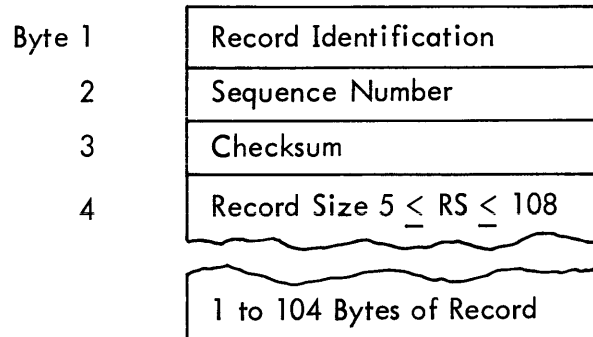 Byte 1 Record Identification
2 Sequence Number
3 Checksum
4 Record Size 5 ≤ RS ≤ 108
1 to 104 Bytes of Record